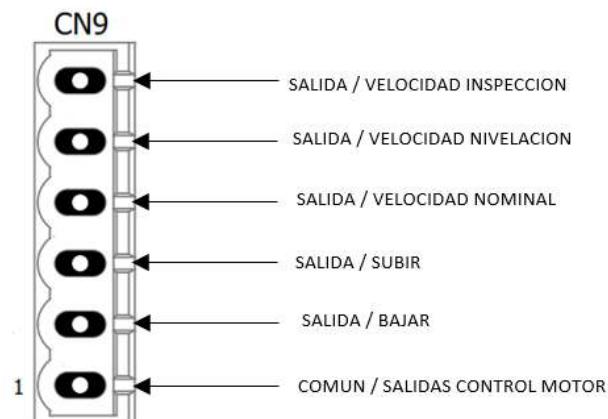 CN9
SALIDA / VELOCIDAD INSPECCION
SALIDA / VELOCIDAD NIVELACION
SALIDA / VELOCIDAD NOMINAL
SALIDA / SUBIR
SALIDA / BAJAR
1 COMUN / SALIDAS CONTROL MOTOR